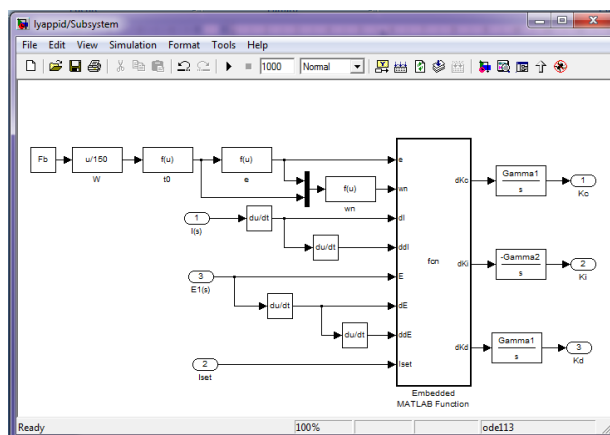 lyappid/Subsystem
File Edit View Simulation Format Tools Help
1000 Normal
Fb u/150 f(u) f(u) e dKc Gamma1 1
s
W t0 e Kc
f(u) wn
wn
1 du/dt dI
I(s)
du/dt ddI
fcn dKi -Gamma2 2
s
Ki
3 E
E1(s)
du/dt dE
du/dt ddE dKd Gamma1 3
s
Kd
2 Iset
Iset
Embedded
MATLAB Function
Ready 100% ode113